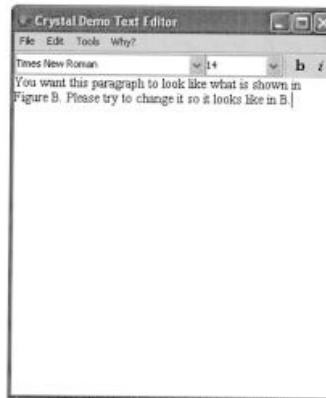 Crystal Demo Text Editor
File Edit Tools Why?
Times New Roman 14 b i
You want this paragraph to look like what is shown in
Figure B. Please try to change it so it looks like in B.